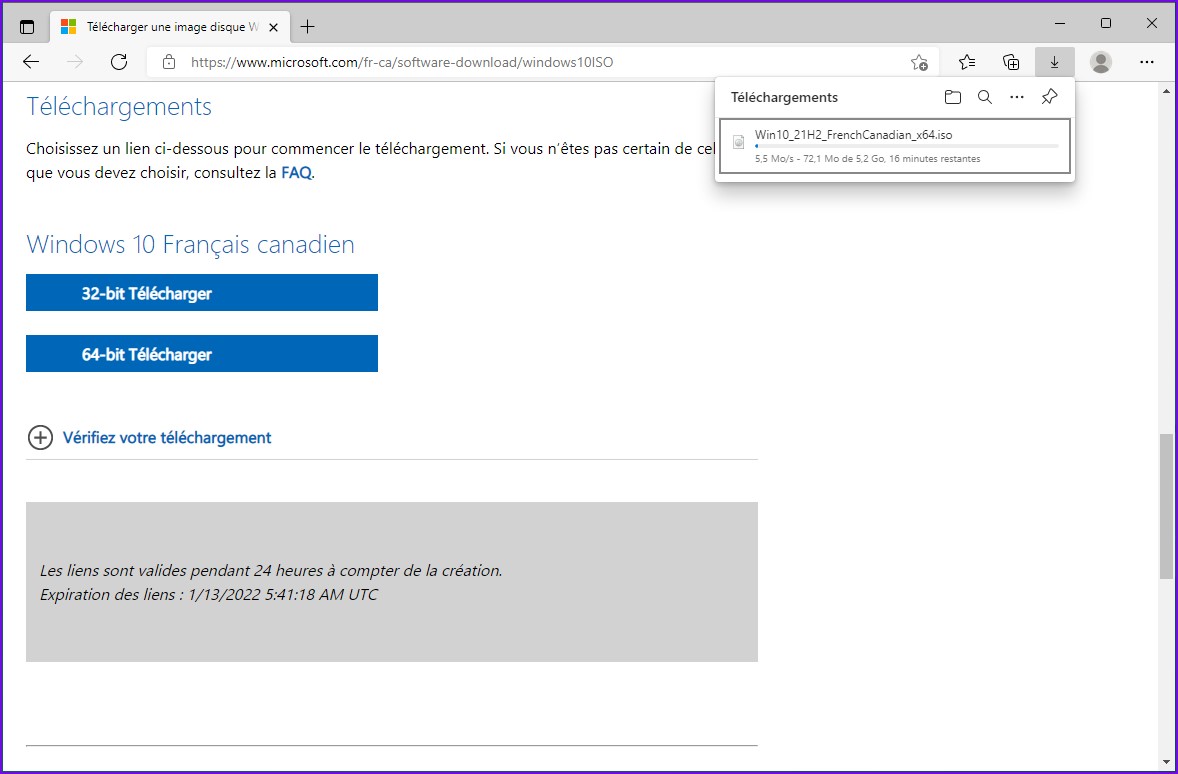 Télécharger une image disque W
https://www.microsoft.com/fr-ca/software-download/windows10ISO
Téléchargements
Win10_21H2_FrenchCanadian_x64.iso
5,5 Mo/s - 72,1 Mo de 5,2 Go, 16 minutes restantes
Téléchargements
Choisissez un lien ci-dessous pour commencer le téléchargement. Si vous n’êtes pas certain de cel
que vous devez choisir, consultez la FAQ.
Windows 10 Français canadien
32-bit Télécharger
64-bit Télécharger
Vérifiez votre téléchargement
Les liens sont valides pendant 24 heures à compter de la création.
Expiration des liens : 1/13/2022 5:41:18 AM UTC